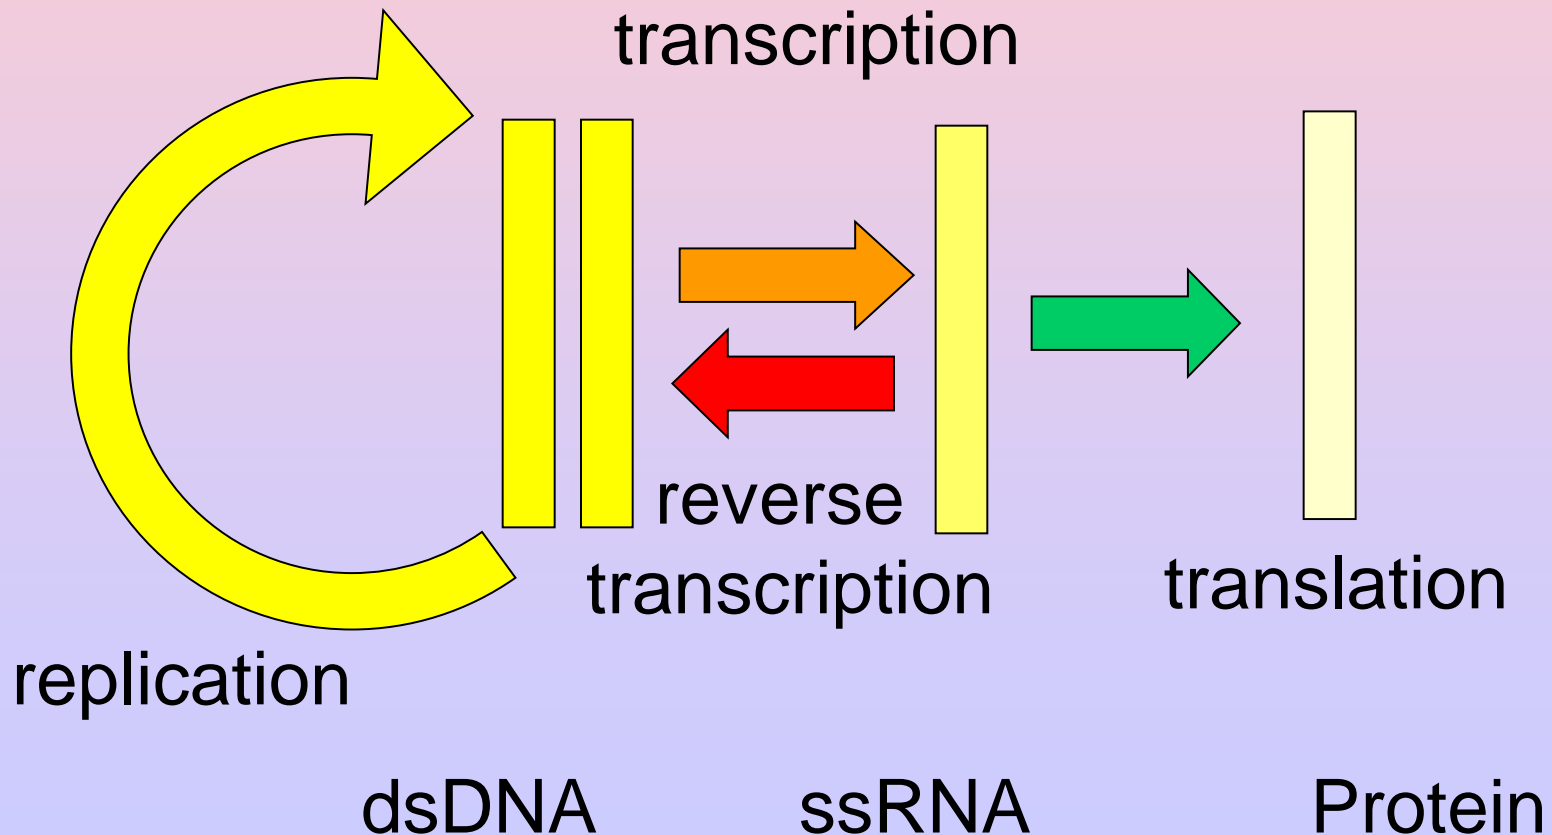 transcription
reverse
transcription
translation
replication
dsDNA
ssRNA
Protein